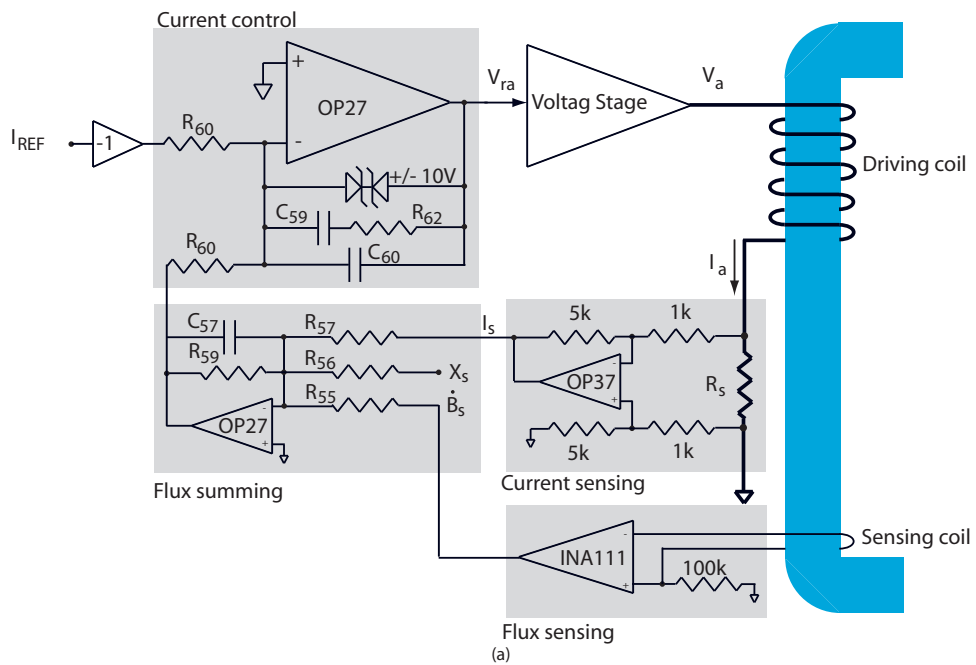 Current control
I_REF
-1
R_60
+
-
OP27
V_ra
Voltag Stage
V_a
Driving coil
+/- 10V
C_59
R_62
C_60
R_60
I_a
C_57
R_59
R_57
R_56
R_55
I_s
X_s
Ḃ_s
-
+
OP27
Flux summing
5k
1k
-
+
OP37
R_s
5k
1k
Current sensing
-
+
INA111
100k
Sensing coil
Flux sensing
(a)